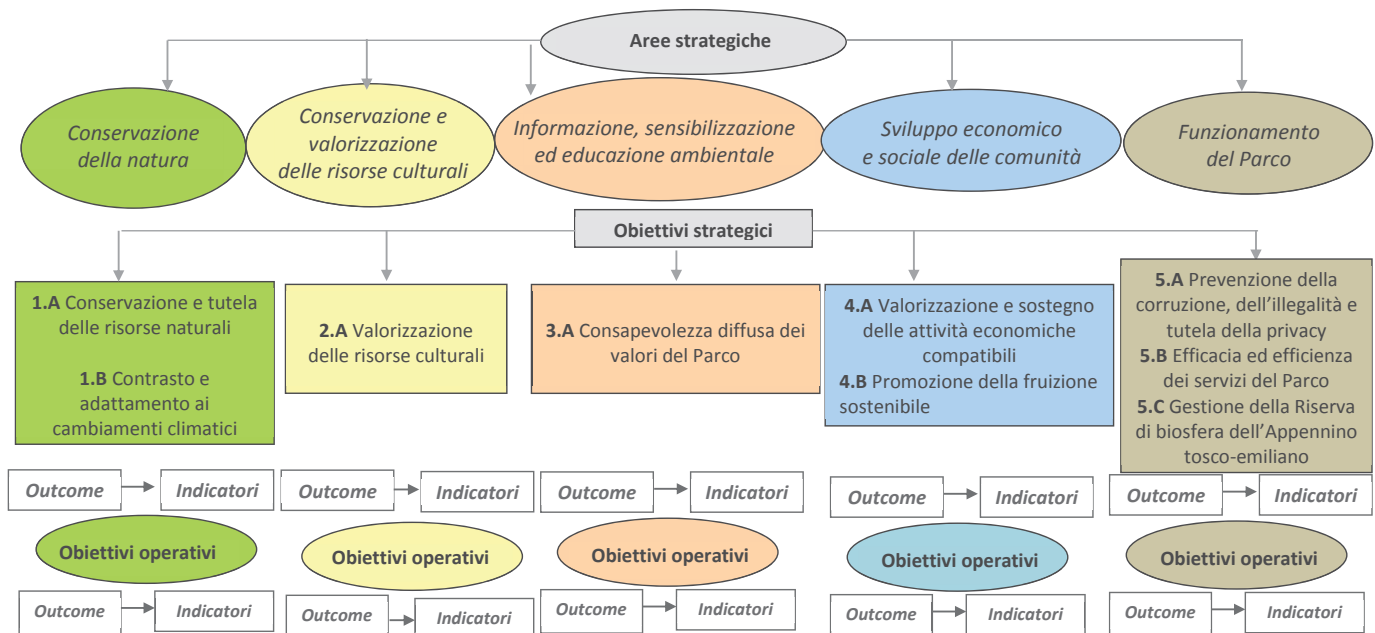 Aree strategiche
Conservazione
della natura
Conservazione e
valorizzazione
delle risorse culturali
Informazione, sensibilizzazione
ed educazione ambientale
Sviluppo economico
e sociale delle comunità
Funzionamento
del Parco
Obiettivi strategici
1.A Conservazione e tutela
delle risorse naturali
1.B Contrasto e
adattamento ai
cambiamenti climatici
2.A Valorizzazione
delle risorse culturali
3.A Consapevolezza diffusa dei
valori del Parco
4.A Valorizzazione e sostegno
delle attività economiche
compatibili
4.B Promozione della fruizione
sostenibile
5.A Prevenzione della
corruzione, dell’illegalità e
tutela della privacy
5.B Efficacia ed efficienza
dei servizi del Parco
5.C Gestione della Riserva
di biosfera dell’Appennino
tosco-emiliano
Outcome
Indicatori
Outcome
Indicatori
Outcome
Indicatori
Outcome
Indicatori
Outcome
Indicatori
Obiettivi operativi
Obiettivi operativi
Obiettivi operativi
Obiettivi operativi
Obiettivi operativi
Outcome
Indicatori
Outcome
Indicatori
Outcome
Indicatori
Outcome
Indicatori
Outcome
Indicatori